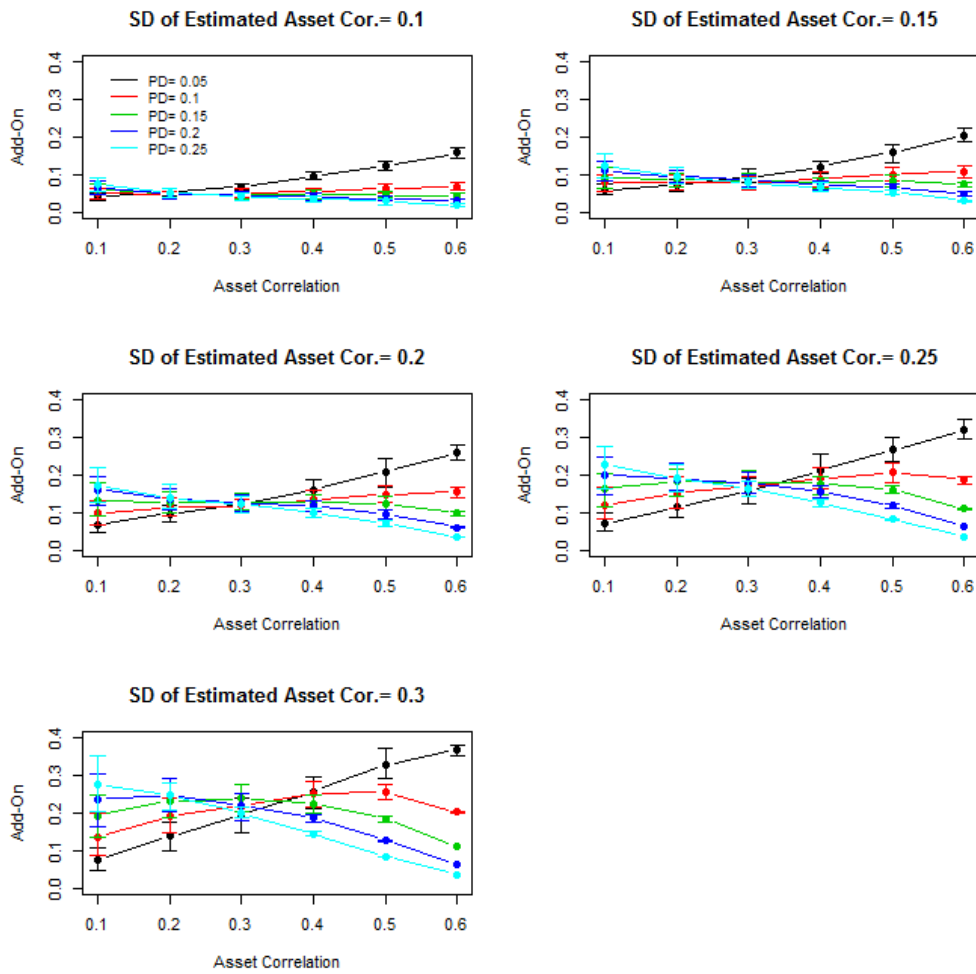 SD of Estimated Asset Cor.= 0.1
Add-On
0.4
0.3
0.2
0.1
0.0
PD= 0.05
PD= 0.1
PD= 0.15
PD= 0.2
PD= 0.25
0.1 0.2 0.3 0.4 0.5 0.6
Asset Correlation
SD of Estimated Asset Cor.= 0.15
Add-On
0.4
0.3
0.2
0.1
0.0
0.1 0.2 0.3 0.4 0.5 0.6
Asset Correlation
SD of Estimated Asset Cor.= 0.2
Add-On
0.4
0.3
0.2
0.1
0.0
0.1 0.2 0.3 0.4 0.5 0.6
Asset Correlation
SD of Estimated Asset Cor.= 0.25
Add-On
0.4
0.3
0.2
0.1
0.0
0.1 0.2 0.3 0.4 0.5 0.6
Asset Correlation
SD of Estimated Asset Cor.= 0.3
Add-On
0.4
0.3
0.2
0.1
0.0
0.1 0.2 0.3 0.4 0.5 0.6
Asset Correlation